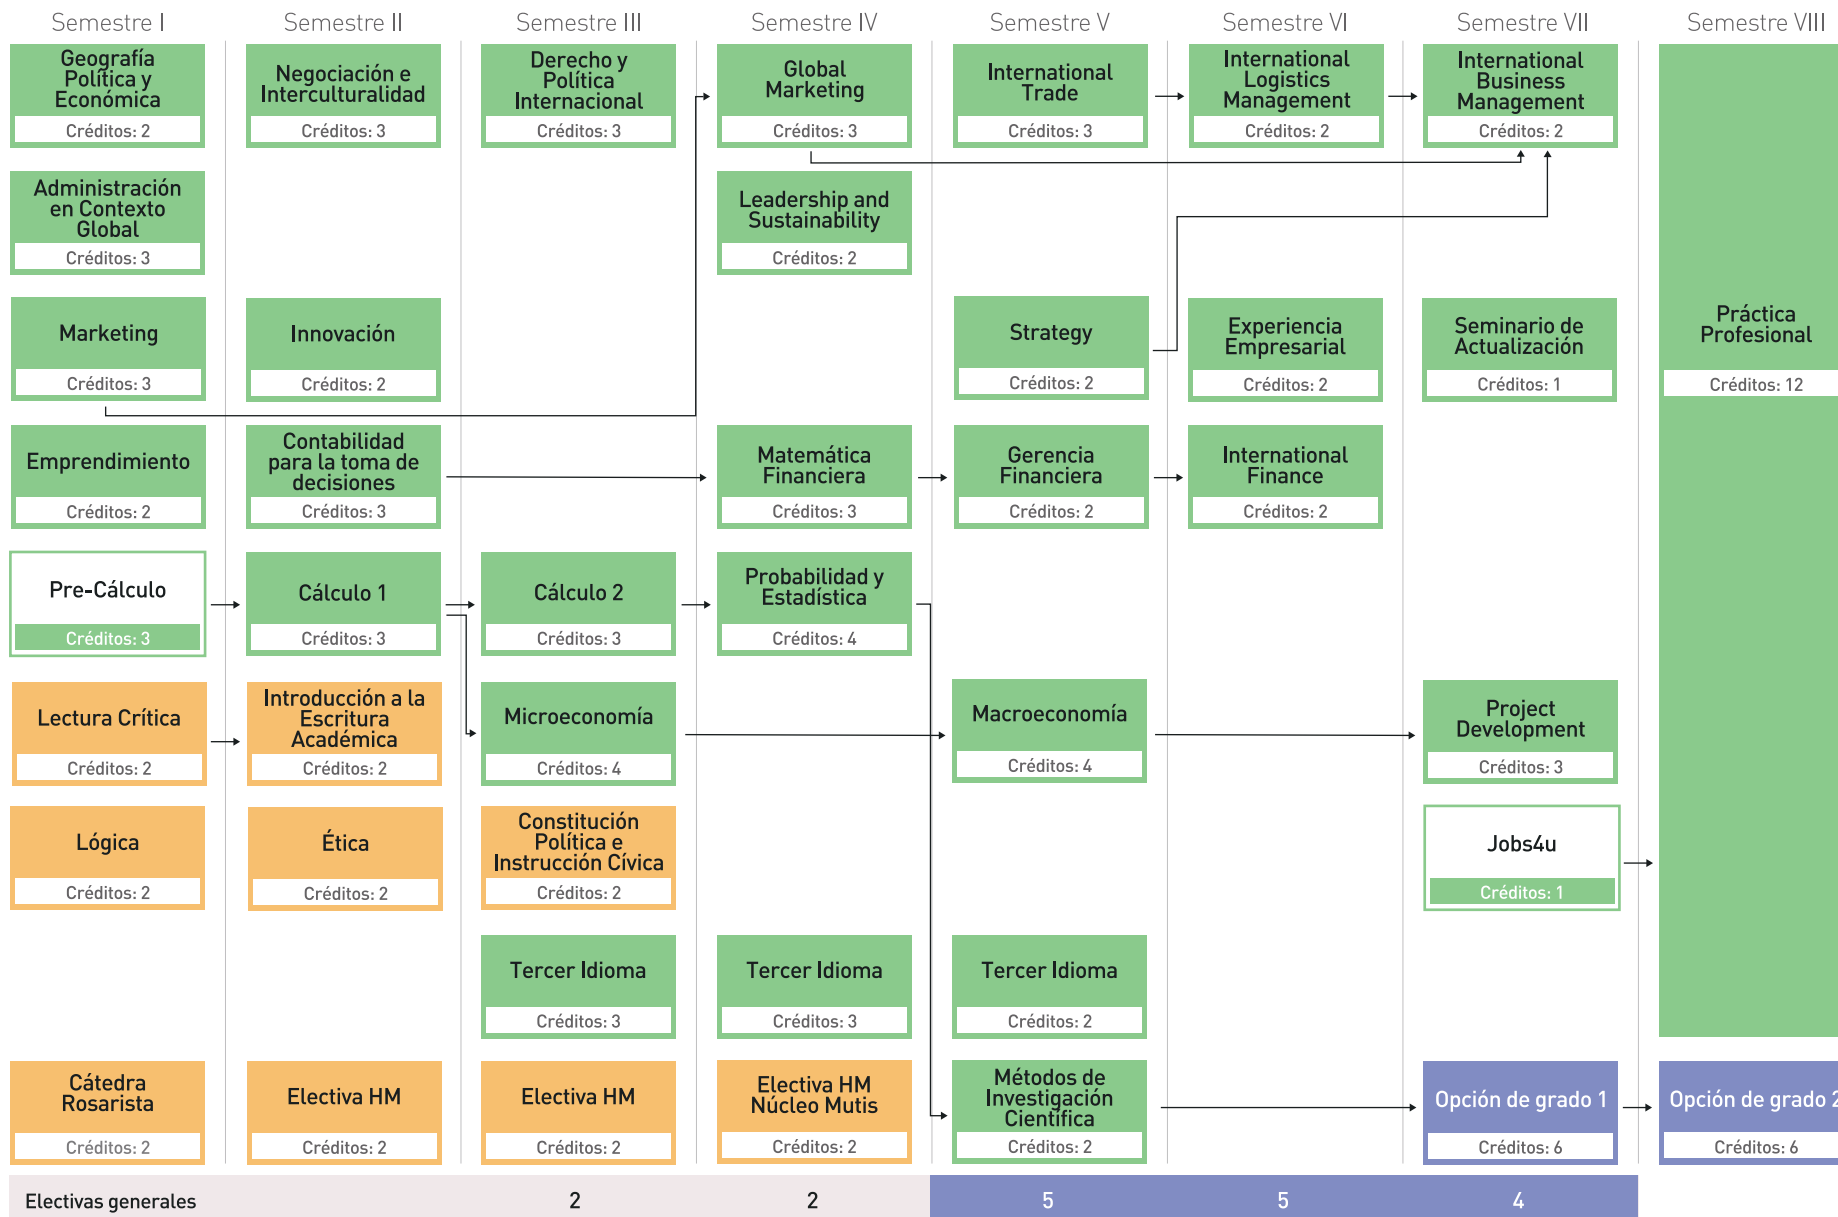 Semestre I
Semestre II
Semestre III
Semestre IV
Semestre V
Semestre VI
Semestre VII
Semestre VIII
Geografía
Política y
Económica
Créditos: 2
Negociación e
Interculturalidad
Créditos: 3
Derecho y
Política
Internacional
Créditos: 3
Global
Marketing
Créditos: 3
International
Trade
Créditos: 3
International
Logistics
Management
Créditos: 2
International
Business
Management
Créditos: 2
Administración
en Contexto
Global
Créditos: 3
Leadership and
Sustainability
Créditos: 2
Marketing
Créditos: 3
Innovación
Créditos: 2
Strategy
Créditos: 2
Experiencia
Empresarial
Créditos: 2
Seminario de
Actualización
Créditos: 1
Práctica
Profesional
Créditos: 12
Emprendimiento
Créditos: 2
Contabilidad
para la toma de
decisiones
Créditos: 3
Matemática
Financiera
Créditos: 3
Gerencia
Financiera
Créditos: 2
International
Finance
Créditos: 2
Pre-Cálculo
Créditos: 3
Cálculo 1
Créditos: 3
Cálculo 2
Créditos: 3
Probabilidad y
Estadística
Créditos: 4
Lectura Crítica
Créditos: 2
Introducción a la
Escritura
Académica
Créditos: 2
Microeconomía
Créditos: 4
Macroeconomía
Créditos: 4
Project
Development
Créditos: 3
Lógica
Créditos: 2
Ética
Créditos: 2
Constitución
Política e
Instrucción Cívica
Créditos: 2
Jobs4u
Créditos: 1
Tercer Idioma
Créditos: 3
Tercer Idioma
Créditos: 3
Tercer Idioma
Créditos: 2
Cátedra
Rosarista
Créditos: 2
Electiva HM
Créditos: 2
Electiva HM
Créditos: 2
Electiva HM
Núcleo Mutis
Créditos: 2
Métodos de
Investigación
Científica
Créditos: 2
Opción de grado 1
Créditos: 6
Opción de grado 2
Créditos: 6
Electivas generales
2
2
5
5
4